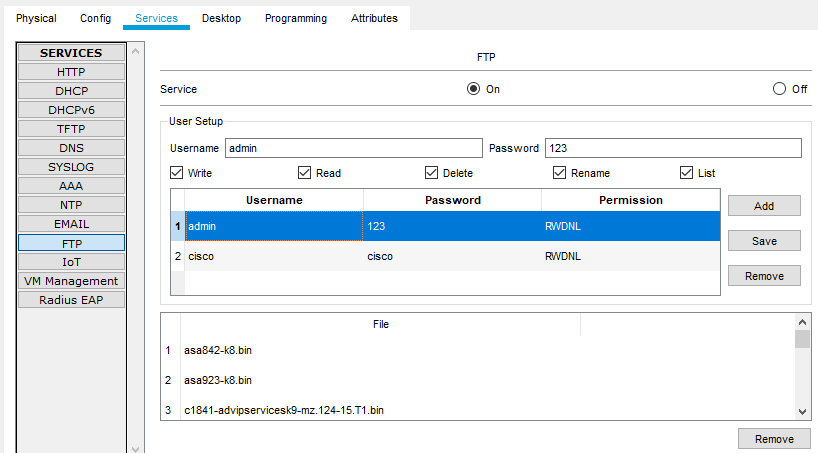 Physical Config Services Desktop Programming Attributes
SERVICES
HTTP
DHCP
DHCPv6
TFTP
DNS
SYSLOG
AAA
NTP
EMAIL
FTP
IoT
VM Management
Radius EAP
FTP
Service On Off
User Setup
Username admin Password 123
Write Read Delete Rename List
Username Password Permission
1 admin 123 RWDNL
2 cisco cisco RWDNL
Add
Save
Remove
File
1 asa842-k8.bin
2 asa923-k8.bin
3 c1841-advipservicesk9-mz.124-15.T1.bin
Remove